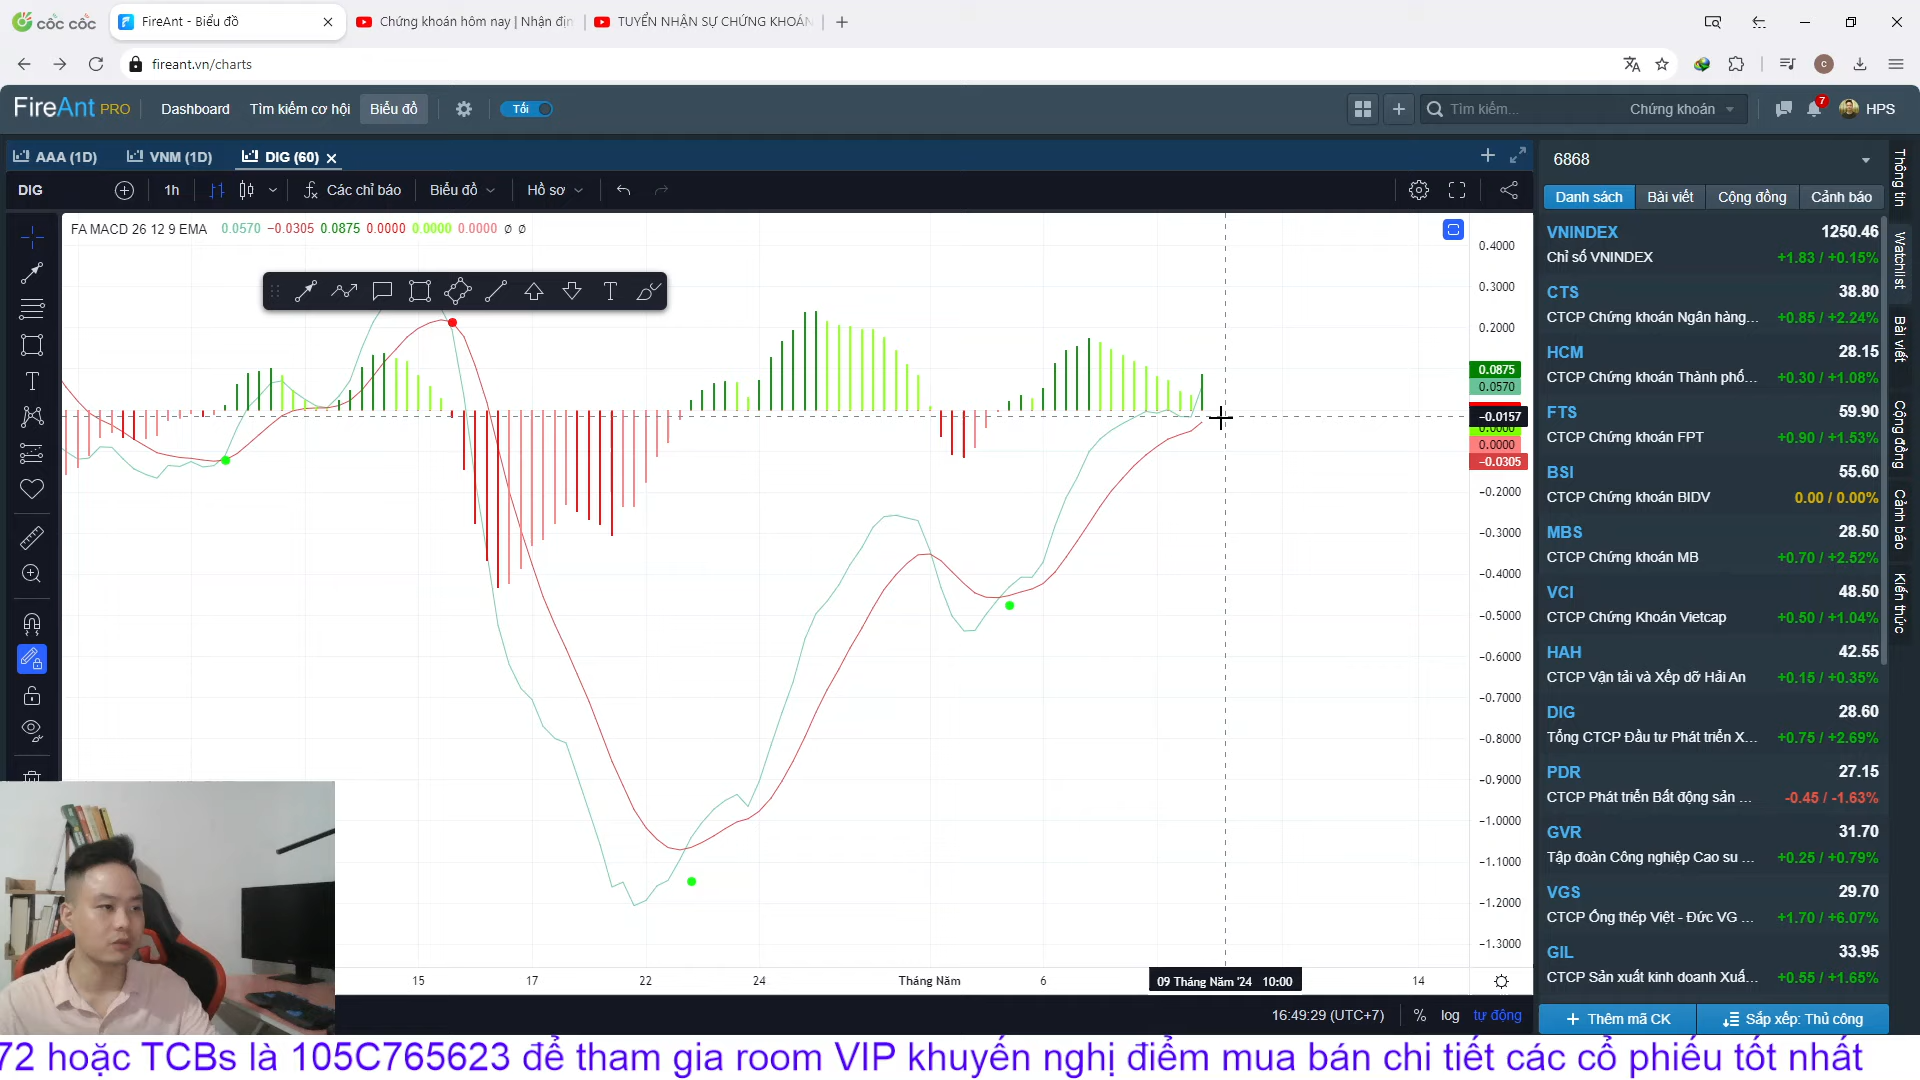 cốc cốc
FireAnt - Biểu đồ
Chứng khoán hôm nay | Nhận địn
TUYỂN NHÂN SỰ CHỨNG KHOÁN
fireant.vn/charts
FireAnt PRO
Dashboard
Tìm kiếm cơ hội
Biểu đồ
Tối
Tìm kiếm...
Chứng khoán
7
HPS
AAA (1D)
VNM (1D)
DIG (60)
DIG
1h
Các chỉ báo
Biểu đồ
Hồ sơ
FA MACD 26 12 9 EMA 0.0570 −0.0305 0.0875 0.0000 0.0000 0.0000 ø ø
0.4000
0.3000
0.2000
0.0875
0.0570
−0.0157
0.0000
0.0000
−0.0305
−0.2000
−0.3000
−0.4000
−0.5000
−0.6000
−0.7000
−0.8000
−0.9000
−1.0000
−1.1000
−1.2000
−1.3000
15
17
22
24
Tháng Năm
6
09 Tháng Năm '24 10:00
14
16:49:29 (UTC+7)
%
log
tự động
6868
Danh sách
Bài viết
Cộng đồng
Cảnh báo
VNINDEX 1250.46
Chỉ số VNINDEX +1.83 / +0.15%
CTS 38.80
CTCP Chứng khoán Ngân hàng... +0.85 / +2.24%
HCM 28.15
CTCP Chứng khoán Thành phố... +0.30 / +1.08%
FTS 59.90
CTCP Chứng khoán FPT +0.90 / +1.53%
BSI 55.60
CTCP Chứng khoán BIDV 0.00 / 0.00%
MBS 28.50
CTCP Chứng khoán MB +0.70 / +2.52%
VCI 48.50
CTCP Chứng Khoán Vietcap +0.50 / +1.04%
HAH 42.55
CTCP Vận tải và Xếp dỡ Hải An +0.15 / +0.35%
DIG 28.60
Tổng CTCP Đầu tư Phát triển X... +0.75 / +2.69%
PDR 27.15
CTCP Phát triển Bất động sản ... -0.45 / -1.63%
GVR 31.70
Tập đoàn Công nghiệp Cao su ... +0.25 / +0.79%
VGS 29.70
CTCP Ống thép Việt - Đức VG ... +1.70 / +6.07%
GIL 33.95
CTCP Sản xuất kinh doanh Xuấ... +0.55 / +1.65%
Thêm mã CK
Sắp xếp: Thủ công
Thông tin
Watchlist
Bài viết
Cộng đồng
Cảnh báo
Kiến thức
72 hoặc TCBs là 105C765623 để tham gia room VIP khuyến nghị điểm mua bán chi tiết các cổ phiếu tốt nhất